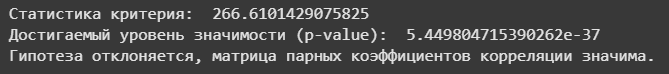 Статистика критерия:  266.6101429075825
Достигаемый уровень значимости (p-value):  5.449804715390262e-37
Гипотеза отклоняется, матрица парных коэффициентов корреляции значима.